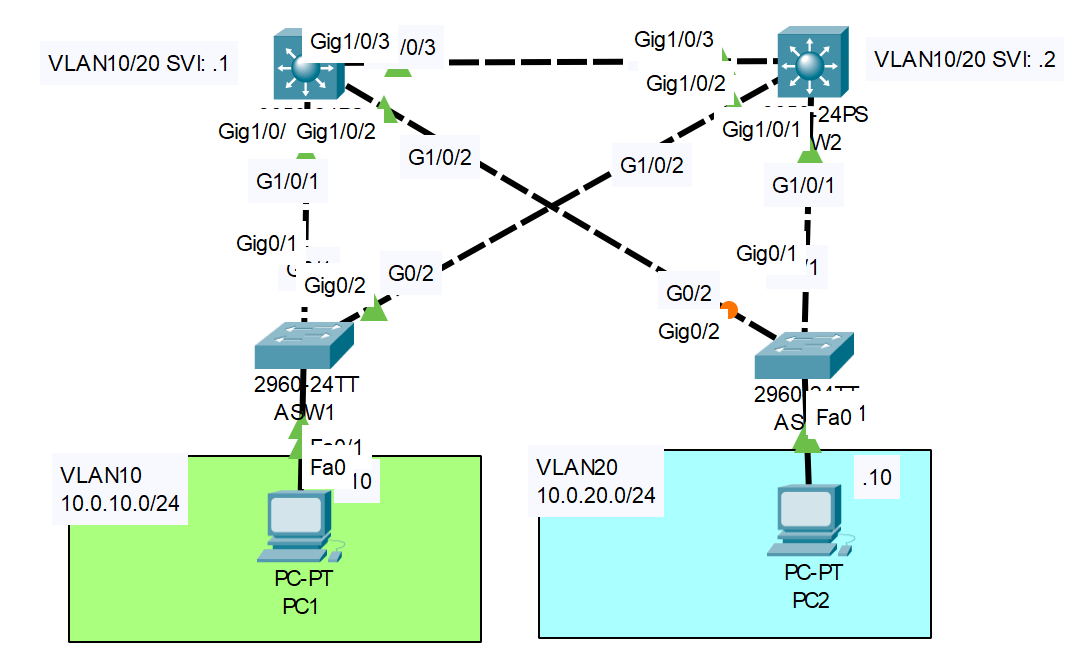 VLAN10/20 SVI: .1
Gig1/0/3
/0/3
Gig1/0/3
VLAN10/20 SVI: .2
Gig1/0/2
-24PS
W2
Gig1/0/
Gig1/0/2
Gig1/0/1
G1/0/2
G1/0/2
G1/0/1
G1/0/1
Gig0/1
Gig0/2
G0/2
Gig0/1
/1
G0/2
Gig0/2
2960-24TT
ASW1
2960-24TT
AS
Fa0
1
Fa0/1
Fa0
VLAN10
10.0.10.0/24
VLAN20
10.0.20.0/24
.10
PC-PT
PC1
PC-PT
PC2